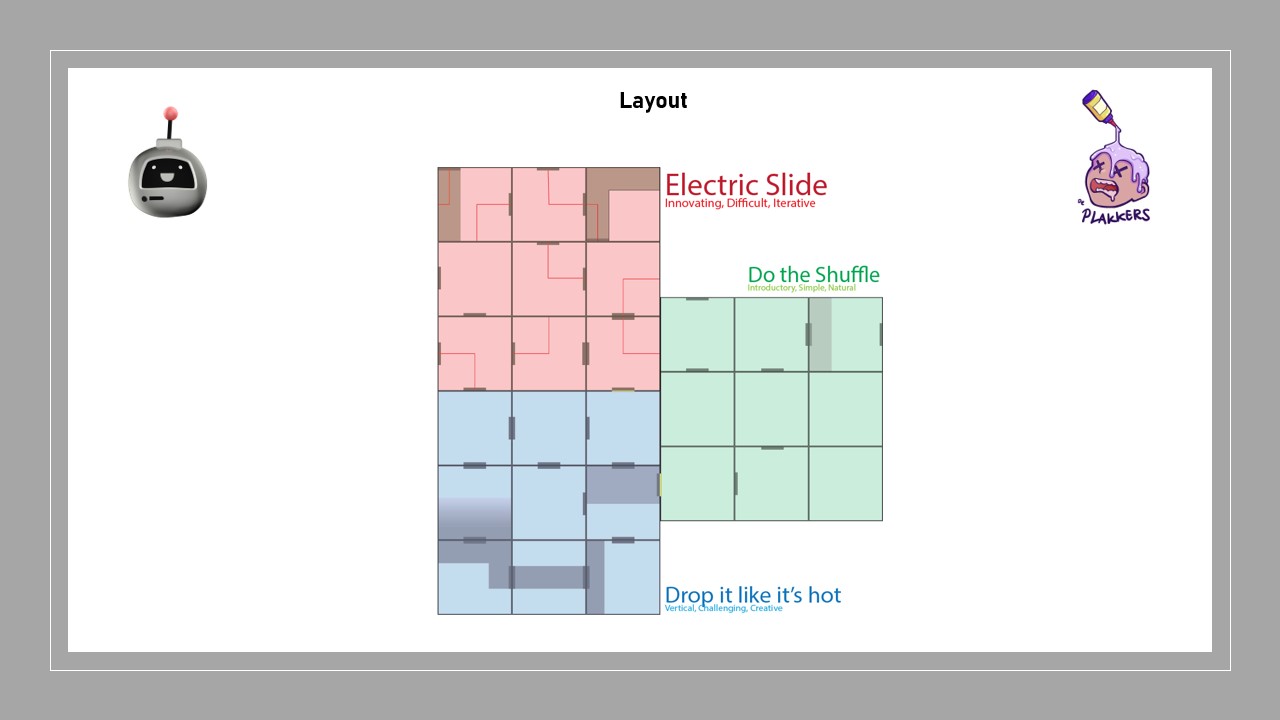 Layout
DE
PLAKKERS
Electric Slide
Innovating, Difficult, Iterative
Do the Shuffle
Introductory, Simple, Natural
Drop it like it's hot
Vertical, Challenging, Creative